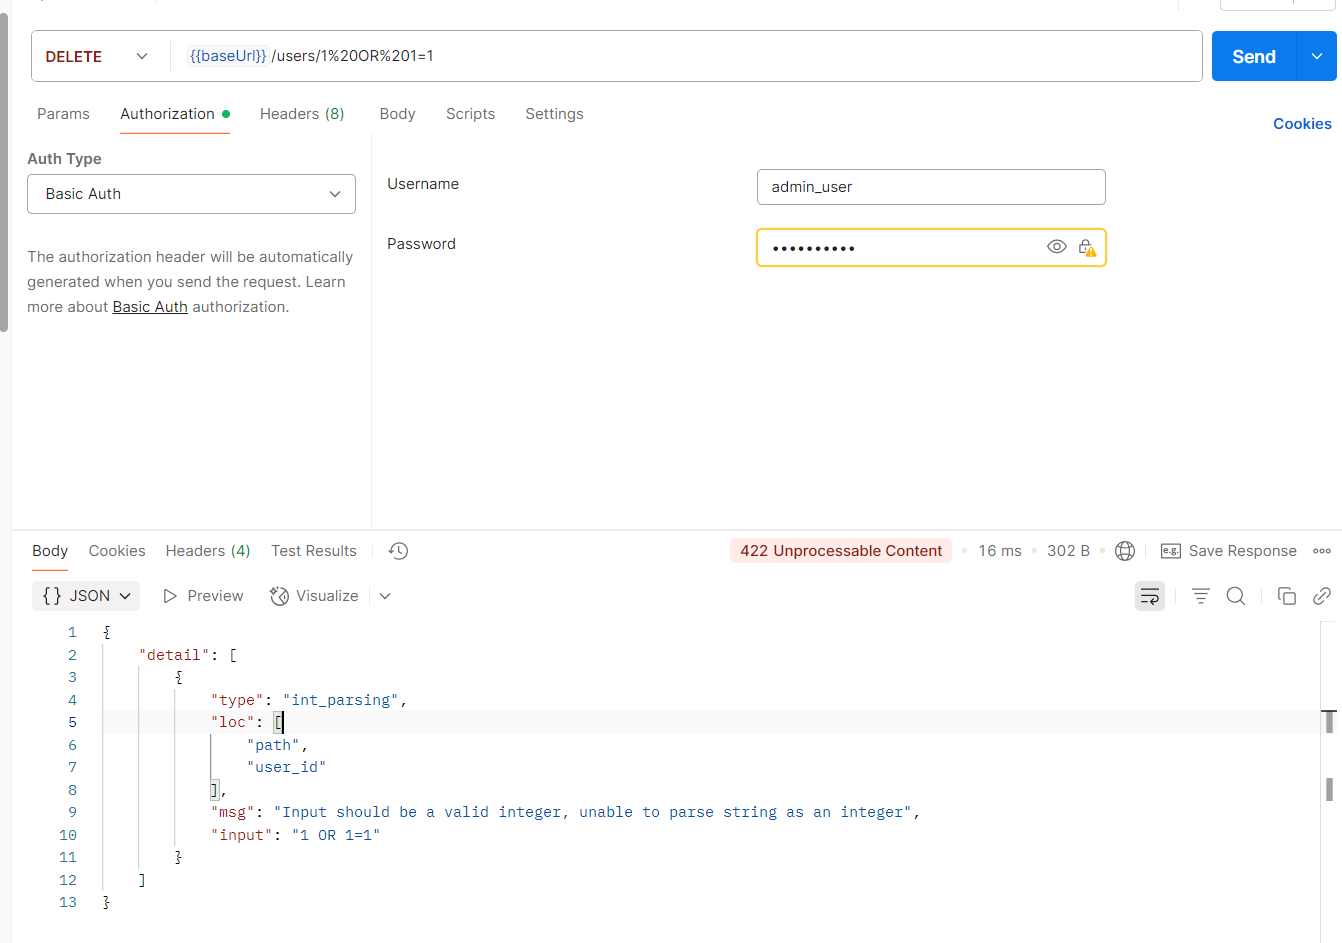 DELETE {{baseUrl}}/users/1%20OR%201=1 Send
Params Authorization Headers (8) Body Scripts Settings
Cookies
Auth Type
Basic Auth
The authorization header will be automatically
generated when you send the request. Learn
more about Basic Auth authorization.
Username admin_user
Password ••••••••••
Body Cookies Headers (4) Test Results 422 Unprocessable Content 16 ms 302 B e.g. Save Response
{} JSON Preview Visualize
1 {
2 "detail": [
3 {
4 "type": "int_parsing",
5 "loc": [
6 "path",
7 "user_id"
8 ],
9 "msg": "Input should be a valid integer, unable to parse string as an integer",
10 "input": "1 OR 1=1"
11 }
12 ]
13 }